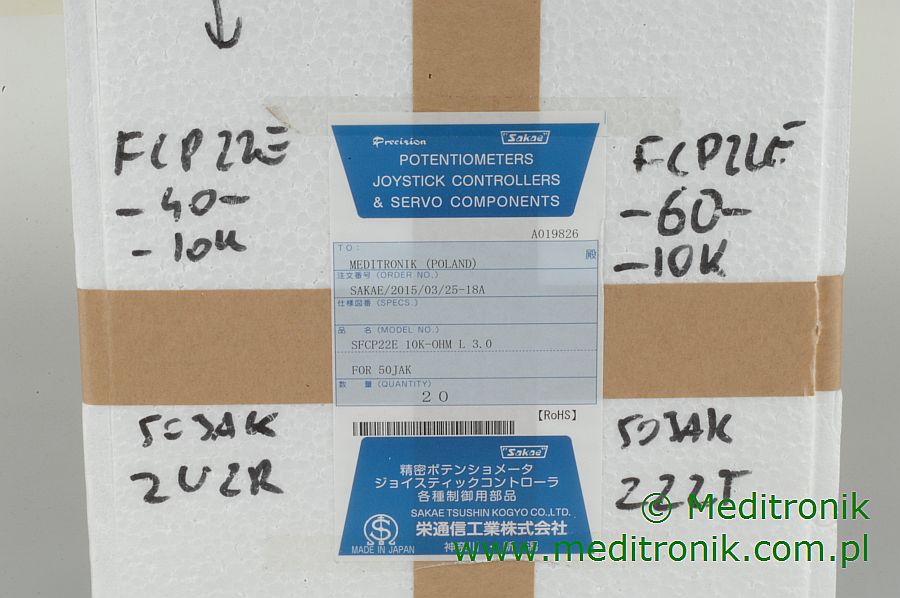 FCP22E
-40-
-10K
FCP22E
-60-
-10K
Precision Sakae
POTENTIOMETERS
JOYSTICK CONTROLLERS
& SERVO COMPONENTS
A019826
TO: 殿
MEDITRONIK (POLAND)
注文番号 (ORDER NO.)
SAKAE/2015/03/25-18A
仕様図番 (SPECS.)
品 名 (MODEL NO.)
SFCP22E 10K-OHM L 3.0
FOR 50JAK
数 量 (QUANTITY)
20
【RoHS】
50JAK
2U2R
50JAK
222T
Sakae
精密ポテンショメータ
ジョイスティックコントローラ
各種制御用部品
SAKAE TSUSHIN KOGYO CO.,LTD.
栄通信工業株式会社
MADE IN JAPAN
© Meditronik
www.meditronik.com.pl